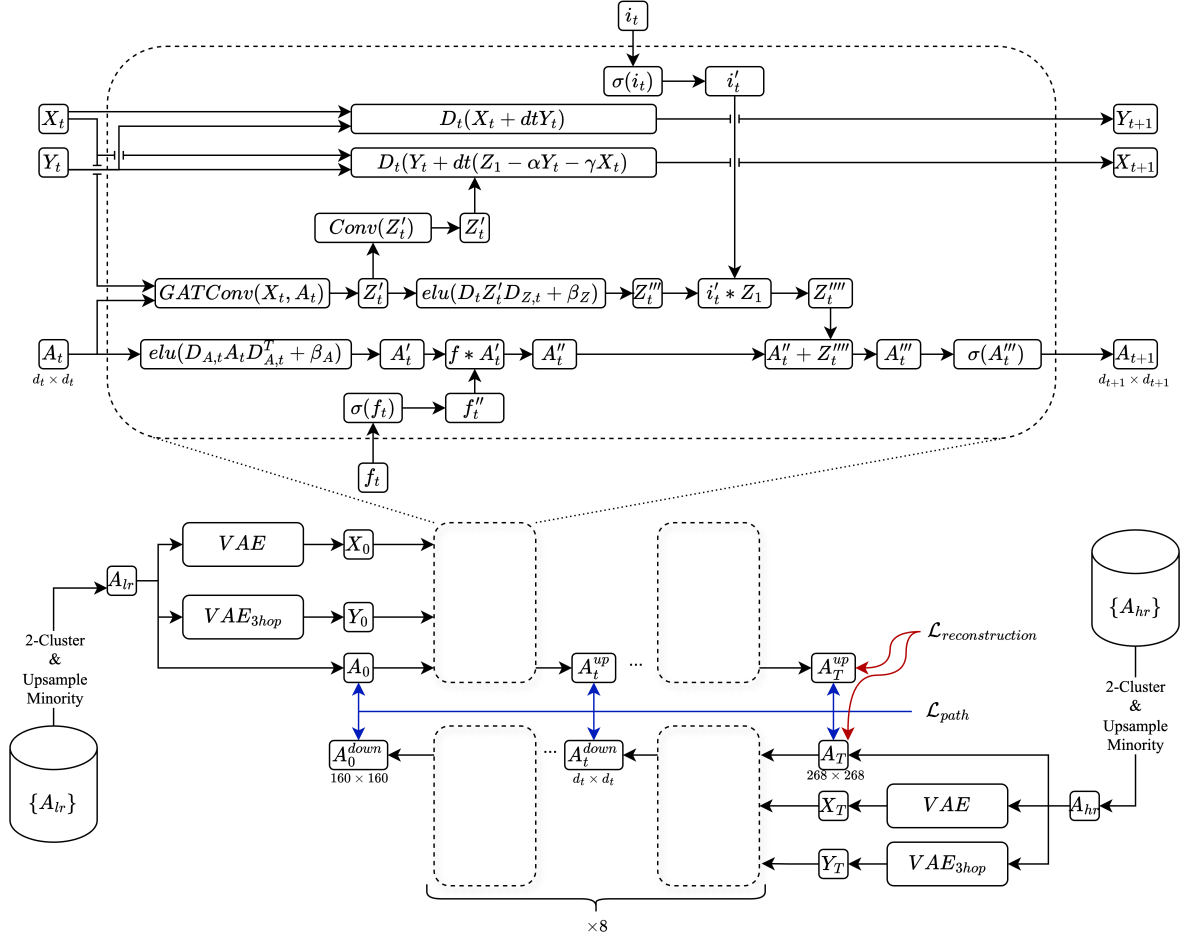 i_t
σ(i_t)
i'_t
X_t
D_t(X_t + dtY_t)
Y_{t+1}
Y_t
D_t(Y_t + dt(Z_1 − αY_t − γX_t)
X_{t+1}
Conv(Z'_t)
Z'_t
GATConv(X_t, A_t)
Z'_t
elu(D_tZ'_tD_{Z,t} + β_Z)
Z'''_t
i'_t * Z_1
Z''''_t
A_t
d_t × d_t
elu(D_{A,t}A_tD^T_{A,t} + β_A)
A'_t
f * A'_t
A''_t
A''_t + Z''''_t
A'''_t
σ(A'''_t)
A_{t+1}
d_{t+1} × d_{t+1}
σ(f_t)
f''_t
f_t
VAE
X_0
A_{lr}
VAE_{3hop}
Y_0
2-Cluster
&
Upsample
Minority
{A_{lr}}
A_0
A^{up}_t
...
A^{up}_T
ℒ_{reconstruction}
ℒ_{path}
{A_{hr}}
2-Cluster
&
Upsample
Minority
A^{down}_0
160 × 160
...
A^{down}_t
d_t × d_t
A_T
268 × 268
X_T
VAE
A_{hr}
Y_T
VAE_{3hop}
×8